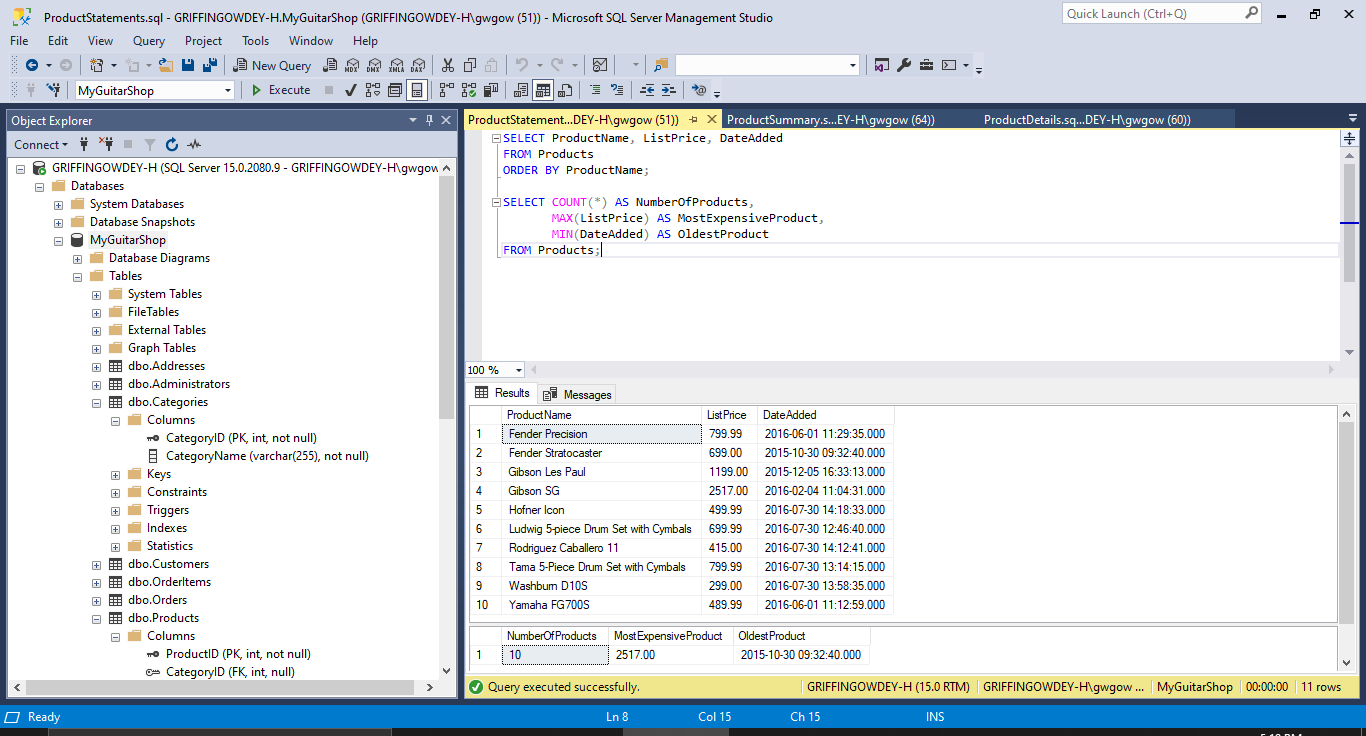 ProductStatements.sql - GRIFFINGOWDEY-H.MyGuitarShop (GRIFFINGOWDEY-H\gwgow (51)) - Microsoft SQL Server Management Studio
Quick Launch (Ctrl+Q)
File Edit View Query Project Tools Window Help
New Query MDX DMX XMLA DAX
MyGuitarShop Execute
Object Explorer
Connect
GRIFFINGOWDEY-H (SQL Server 15.0.2080.9 - GRIFFINGOWDEY-H\gwgow
Databases
System Databases
Database Snapshots
MyGuitarShop
Database Diagrams
Tables
System Tables
FileTables
External Tables
Graph Tables
dbo.Addresses
dbo.Administrators
dbo.Categories
Columns
CategoryID (PK, int, not null)
CategoryName (varchar(255), not null)
Keys
Constraints
Triggers
Indexes
Statistics
dbo.Customers
dbo.OrderItems
dbo.Orders
dbo.Products
Columns
ProductID (PK, int, not null)
CategoryID (FK, int, null)
ProductStatement...DEY-H\gwgow (51)) ProductSummary.s...EY-H\gwgow (64)) ProductDetails.sq...DEY-H\gwgow (60))
SELECT ProductName, ListPrice, DateAdded
FROM Products
ORDER BY ProductName;
SELECT COUNT(*) AS NumberOfProducts,
MAX(ListPrice) AS MostExpensiveProduct,
MIN(DateAdded) AS OldestProduct
FROM Products;
100 %
Results Messages
ProductName ListPrice DateAdded
1 Fender Precision 799.99 2016-06-01 11:29:35.000
2 Fender Stratocaster 699.00 2015-10-30 09:32:40.000
3 Gibson Les Paul 1199.00 2015-12-05 16:33:13.000
4 Gibson SG 2517.00 2016-02-04 11:04:31.000
5 Hofner Icon 499.99 2016-07-30 14:18:33.000
6 Ludwig 5-piece Drum Set with Cymbals 699.99 2016-07-30 12:46:40.000
7 Rodriguez Caballero 11 415.00 2016-07-30 14:12:41.000
8 Tama 5-Piece Drum Set with Cymbals 799.99 2016-07-30 13:14:15.000
9 Washburn D10S 299.00 2016-07-30 13:58:35.000
10 Yamaha FG700S 489.99 2016-06-01 11:12:59.000
NumberOfProducts MostExpensiveProduct OldestProduct
1 10 2517.00 2015-10-30 09:32:40.000
Query executed successfully. GRIFFINGOWDEY-H (15.0 RTM) GRIFFINGOWDEY-H\gwgow ... MyGuitarShop 00:00:00 11 rows
Ready Ln 8 Col 15 Ch 15 INS